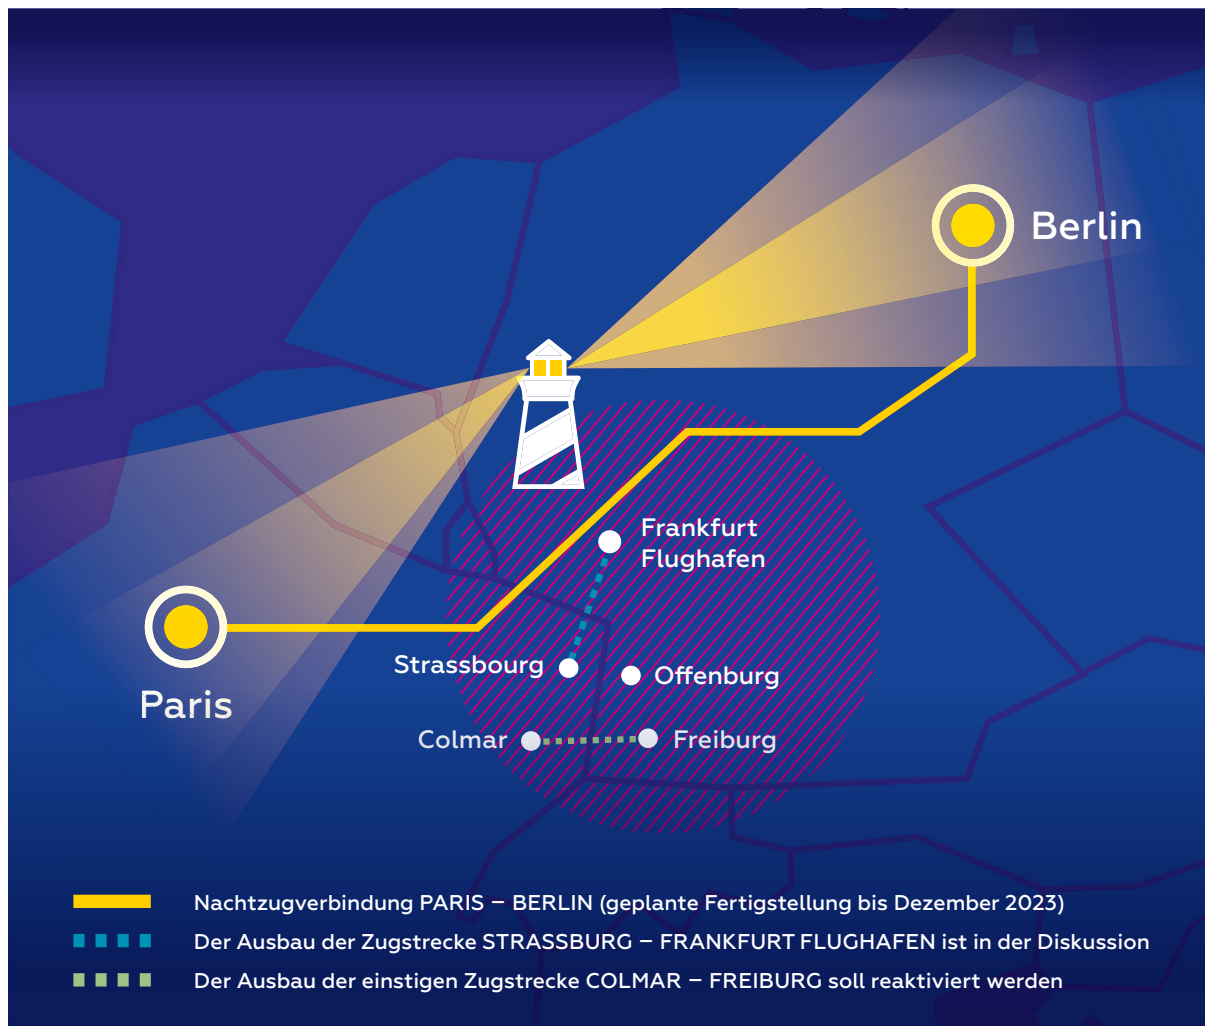 Berlin
Frankfurt
Flughafen
Strassbourg
Offenburg
Paris
Colmar
Freiburg
Nachtzugverbindung PARIS – BERLIN (geplante Fertigstellung bis Dezember 2023)
Der Ausbau der Zugstrecke STRASSBURG – FRANKFURT FLUGHAFEN ist in der Diskussion
Der Ausbau der einstigen Zugstrecke COLMAR – FREIBURG soll reaktiviert werden